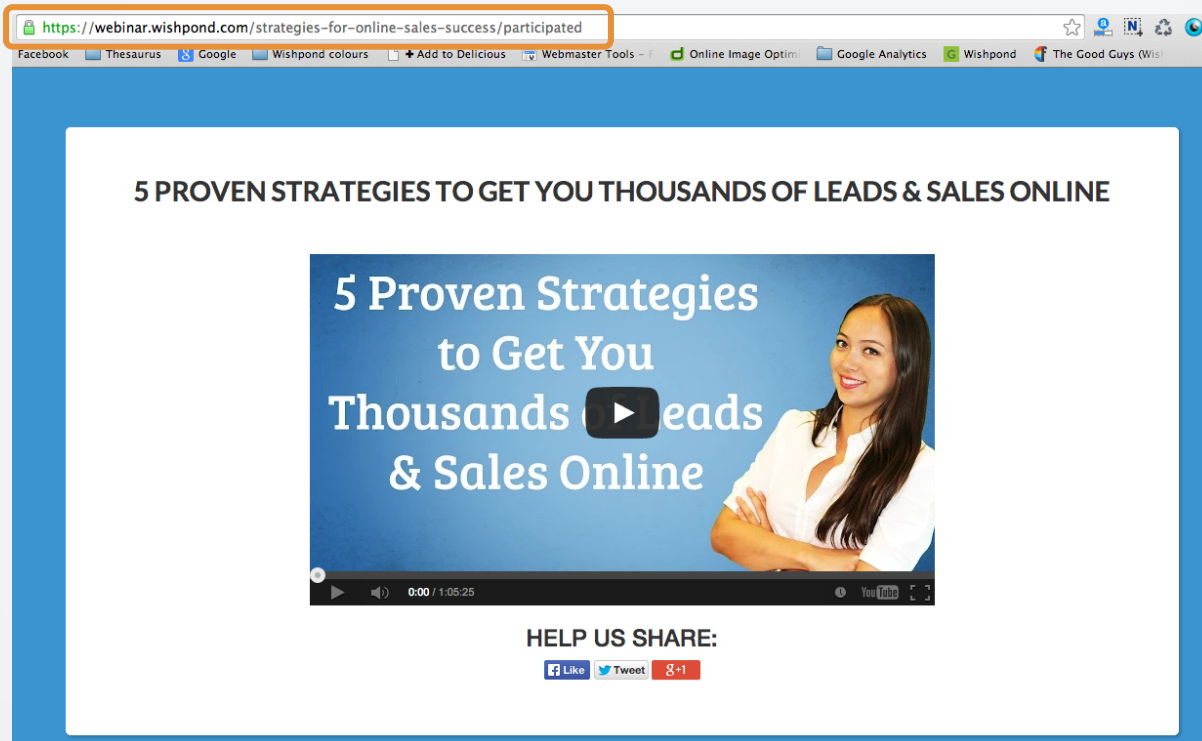 https://webinar.wishpond.com/strategies-for-online-sales-success/participated
Facebook Thesaurus Google Wishpond colours + Add to Delicious Webmaster Tools – Online Image Optim Google Analytics Wishpond The Good Guys (Wis
5 PROVEN STRATEGIES TO GET YOU THOUSANDS OF LEADS & SALES ONLINE
5 Proven Strategies
to Get You
Thousands of Leads
& Sales Online
0:00 / 1:05:25 YouTube
HELP US SHARE:
Like Tweet g+1